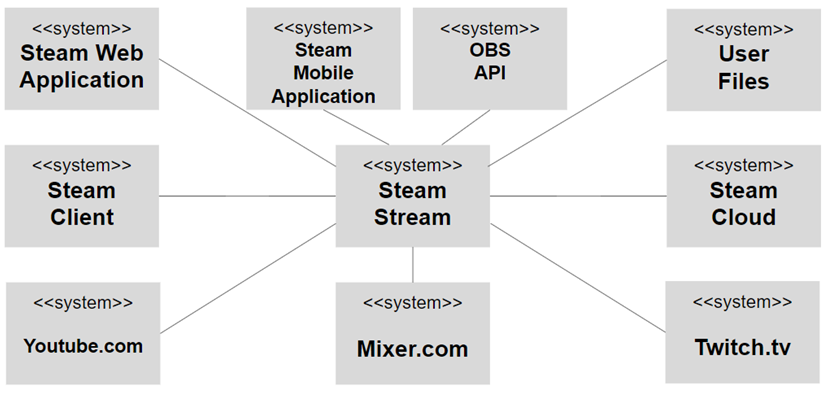 <<system>>
Steam Web
Application
<<system>>
Steam
Mobile
Application
<<system>>
OBS
API
<<system>>
User
Files
<<system>>
Steam
Client
<<system>>
Steam
Stream
<<system>>
Steam
Cloud
<<system>>
Youtube.com
<<system>>
Mixer.com
<<system>>
Twitch.tv